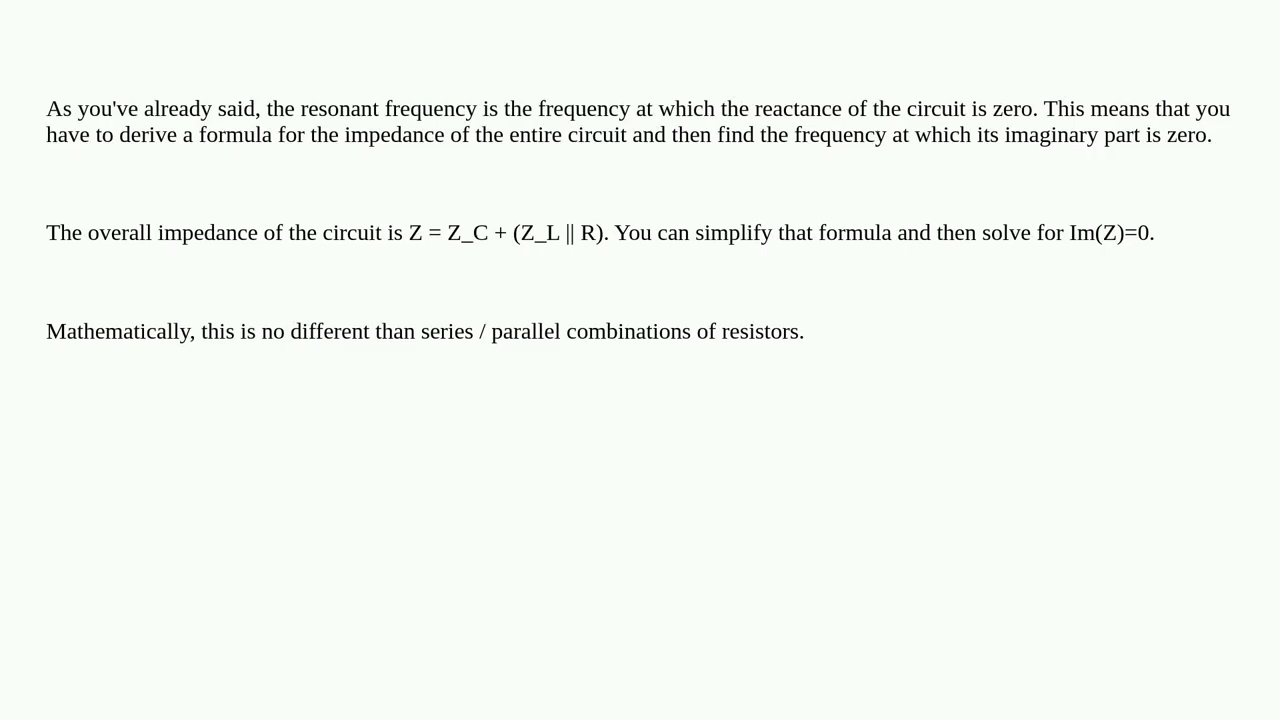 As you've already said, the resonant frequency is the frequency at which the reactance of the circuit is zero. This means that you
have to derive a formula for the impedance of the entire circuit and then find the frequency at which its imaginary part is zero.
The overall impedance of the circuit is Z = Z_C + (Z_L || R). You can simplify that formula and then solve for Im(Z)=0.
Mathematically, this is no different than series / parallel combinations of resistors.